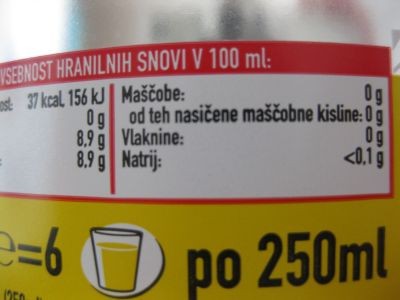 VSEBNOST HRANILNIH SNOVI V 100 ml:
ost: 37 kcal, 156 kJ
0 g
8,9 g
: 8,9 g
Maščobe: 0 g
od teh nasičene maščobne kisline: 0 g
Vlaknine: 0 g
Natrij: <0,1 g
℮=6 po 250ml